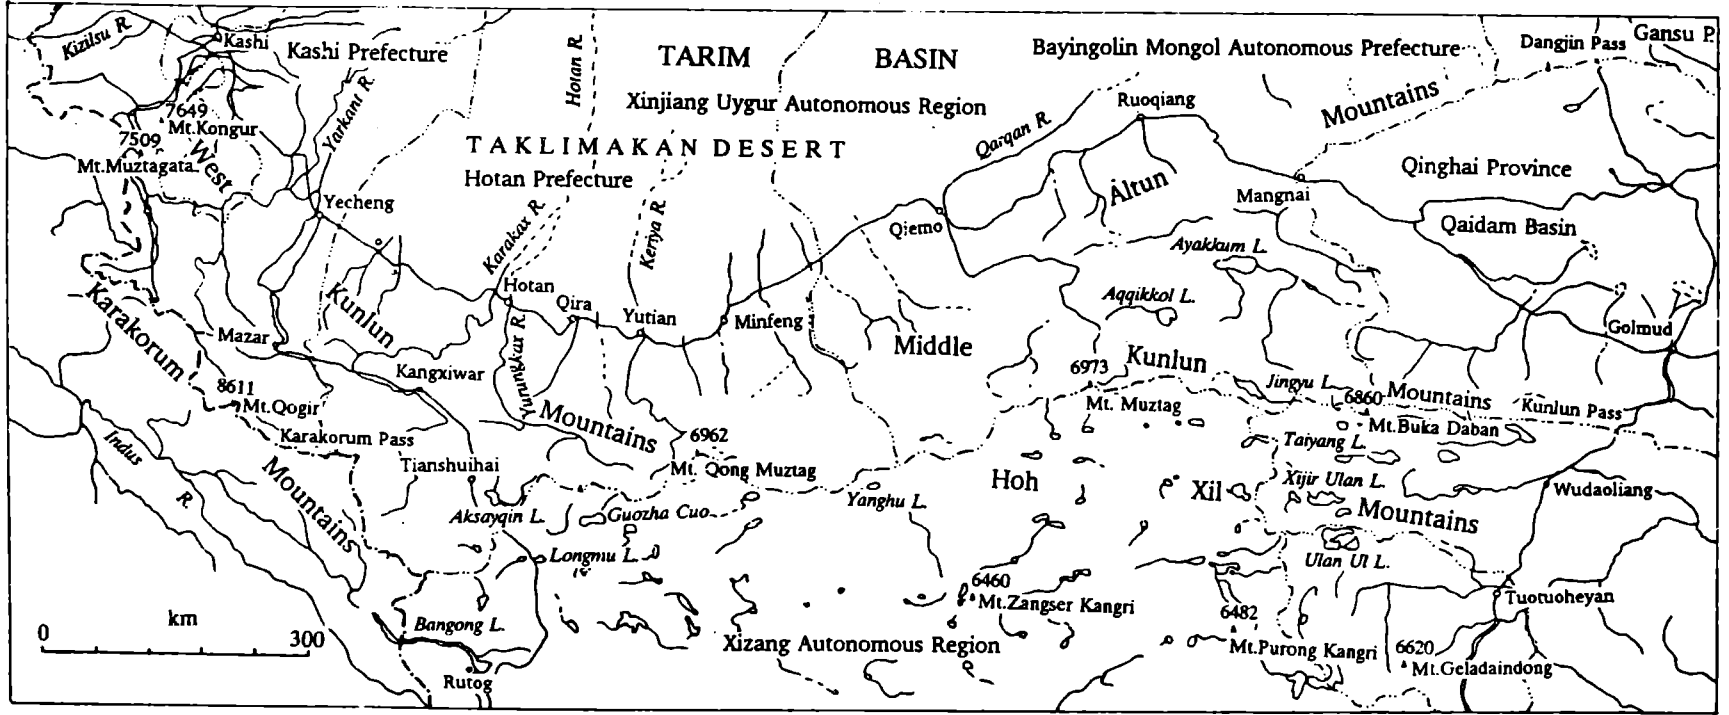 Kizilsu R.
Kashi
Kashi Prefecture
Hotan R.
TARIM BASIN
Bayingolin Mongol Autonomous Prefecture
Dangjin Pass
Gansu P.
Xinjiang Uygur Autonomous Region
Ruoqiang
Mountains
7649
Mt.Kongur
Yarkant R.
7509
Mt.Muztagata
West
TAKLIMAKAN DESERT
Hotan Prefecture
Qarqan R.
Qinghai Province
Altun
Mangnai
Yecheng
Karakax R.
Keriya R.
Qiemo
Ayakkum L.
Qaidam Basin
Karakorum
Kunlun
Hotan
Qira
Yutian
Minfeng
Aqqikkol L.
Golmud
Mazar
Yurungkax R.
Middle
Kunlun
Kangxiwar
6973
Jingyu L.
6860
Mountains
Kunlun Pass
8611
Mt.Qogir
Mt. Muztag
Mt.Buka Daban
Karakorum Pass
Mountains
6962
Mt. Qong Muztag
Taiyang L.
Indus
R.
Mountains
Tianshuihai
Hoh
Xil
Xijir Ulan L.
Mountains
Wudaoliang
Yanghu L.
Aksayqin L.
Guozha Cuo
Longmu L.
Ulan Ul L.
6460
Mt.Zangser Kangri
Tuotuoheyan
km
0
300
Bangong L.
Xizang Autonomous Region
6482
Mt.Purong Kangri
6620
Mt.Geladaindong
Rutog